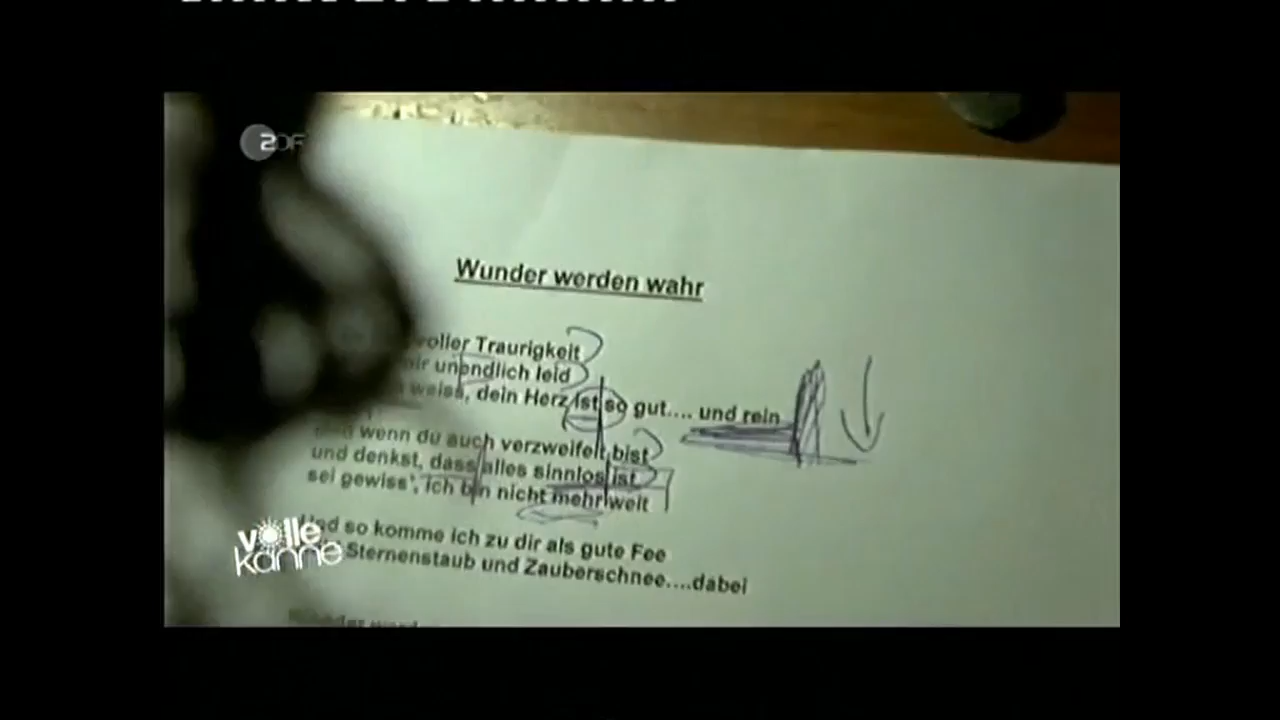 ZDF
Wunder werden wahr
voller Traurigkeit
mir unendlich leid
weiss, dein Herz ist so gut.... und rein
wenn du auch verzweifelt bist
und denkst, dass alles sinnlos ist
sei gewiss', ich bin nicht mehr weit
Und so komme ich zu dir als gute Fee
Sternenstaub und Zauberschnee....dabei
volle
kanne